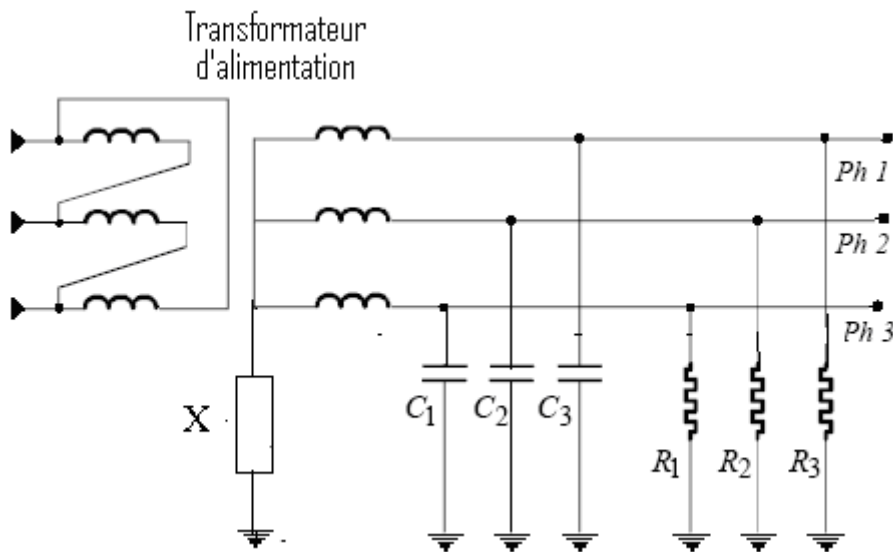 Transformateur
d'alimentation
Ph 1
Ph 2
Ph 3
X
C1
C2
C3
R1
R2
R3